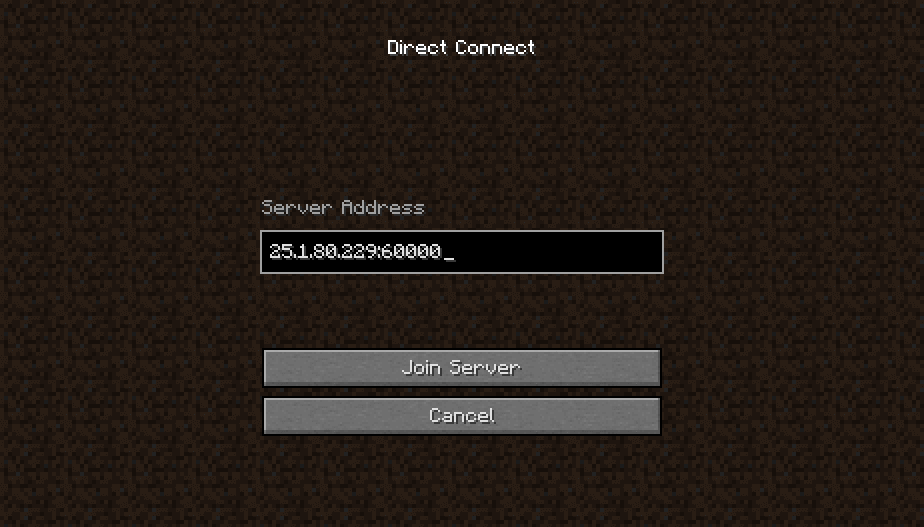 Direct Connect
Server Address
25.1.80.229:60000_
Join Server
Cancel